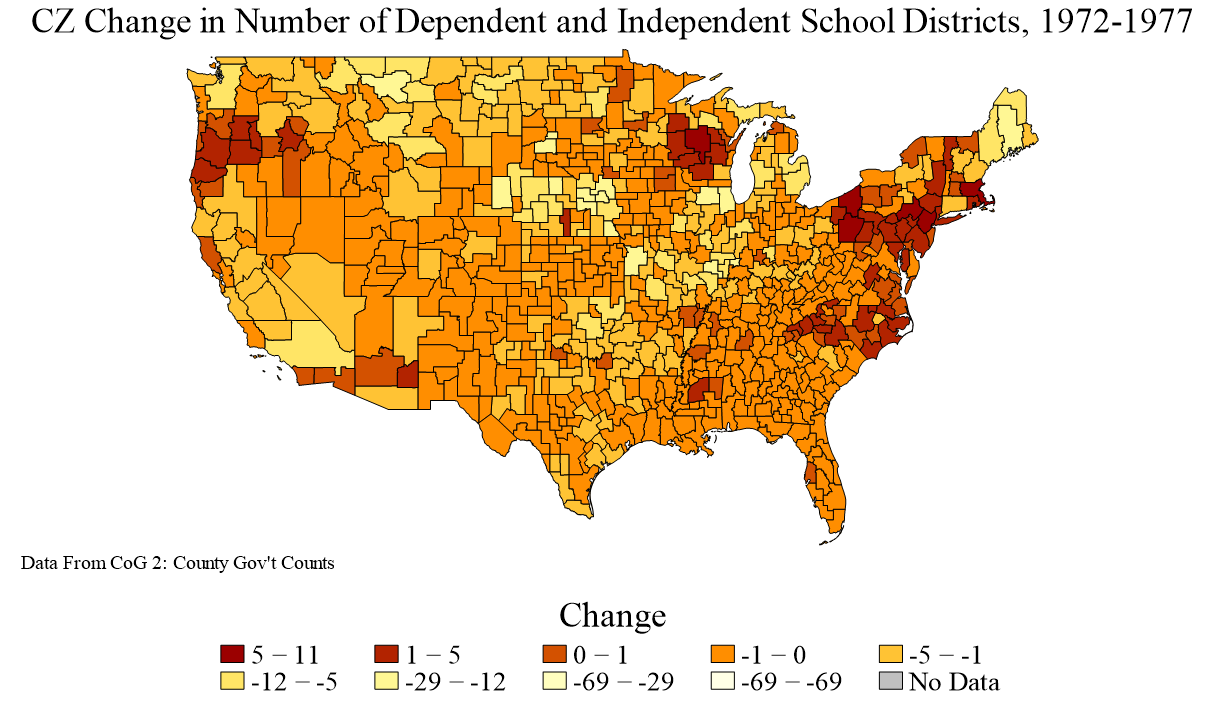 CZ Change in Number of Dependent and Independent School Districts, 1972-1977
Data From CoG 2: County Gov't Counts
Change
5 − 11 1 − 5 0 − 1 -1 − 0 -5 − -1
-12 − -5 -29 − -12 -69 − -29 -69 − -69 No Data